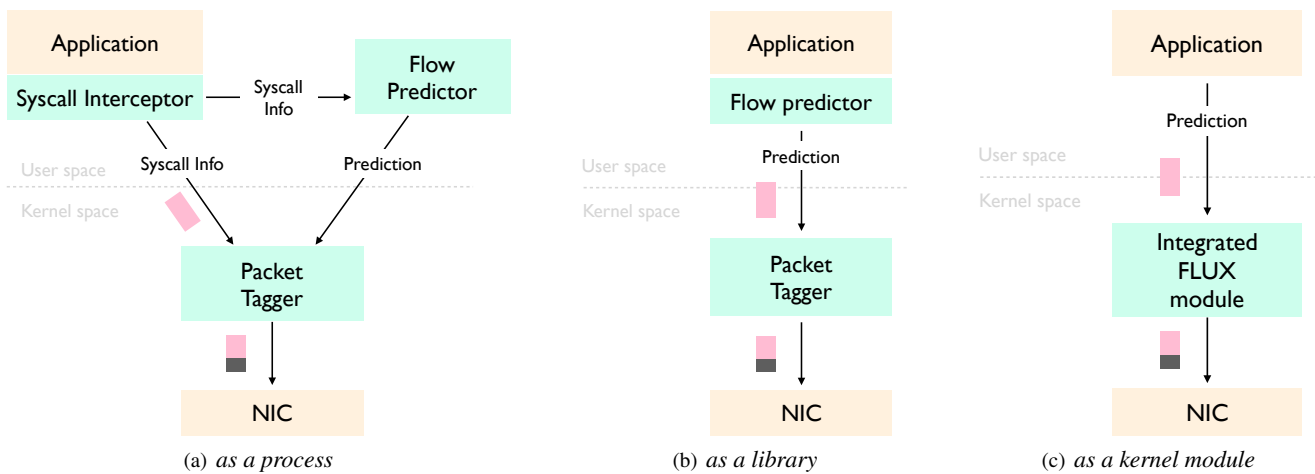 Application
Syscall Interceptor
Syscall
Info
Flow
Predictor
Syscall Info
Prediction
User space
Kernel space
Packet
Tagger
NIC
(a) as a process
Application
Flow predictor
Prediction
User space
Kernel space
Packet
Tagger
NIC
(b) as a library
Application
Prediction
User space
Kernel space
Integrated
FLUX
module
NIC
(c) as a kernel module